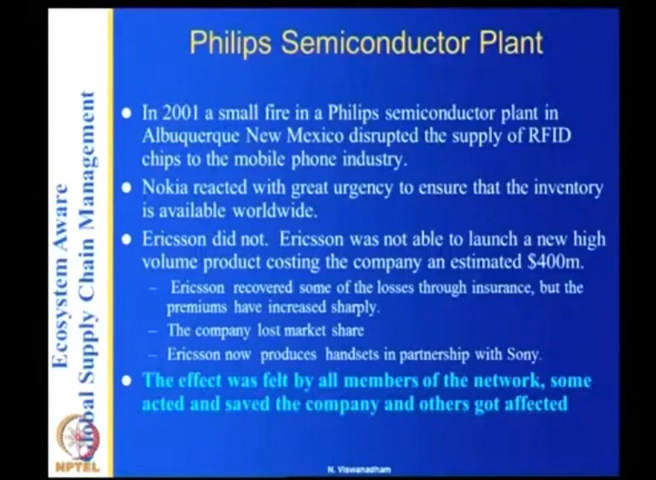 Philips Semiconductor Plant
In 2001 a small fire in a Philips semiconductor plant in
Albuquerque New Mexico disrupted the supply of RFID
chips to the mobile phone industry.
Nokia reacted with great urgency to ensure that the inventory
is available worldwide.
Ericsson did not. Ericsson was not able to launch a new high
volume product costing the company an estimated $400m.
– Ericsson recovered some of the losses through insurance, but the
premiums have increased sharply.
– The company lost market share
– Ericsson now produces handsets in partnership with Sony.
The effect was felt by all members of the network, some
acted and saved the company and others got affected
Ecosystem Aware
Global Supply Chain Management
NPTEL
N. Viswanadham